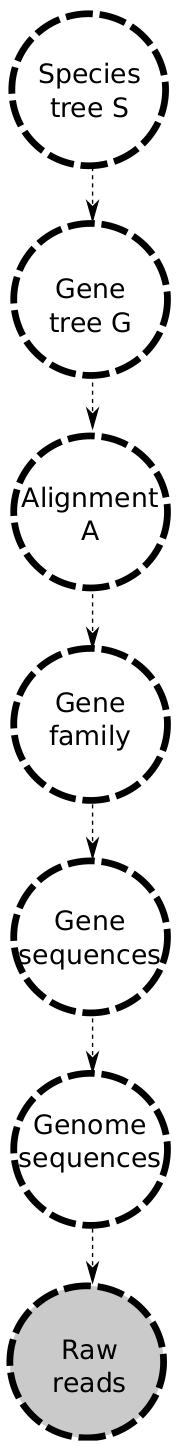 Species
tree S
Gene
tree G
Alignment
A
Gene
family
Gene
sequences
Genome
sequences
Raw
reads